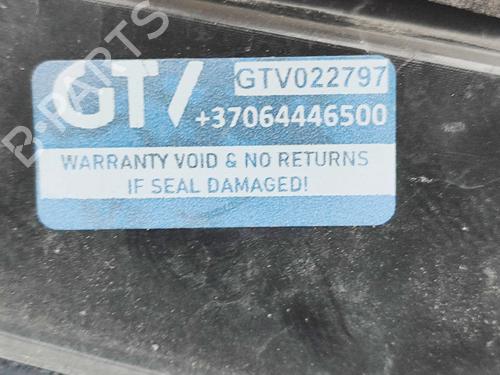 GTV GTV022797
+37064446500
WARRANTY VOID & NO RETURNS
IF SEAL DAMAGED!
B-PARTS